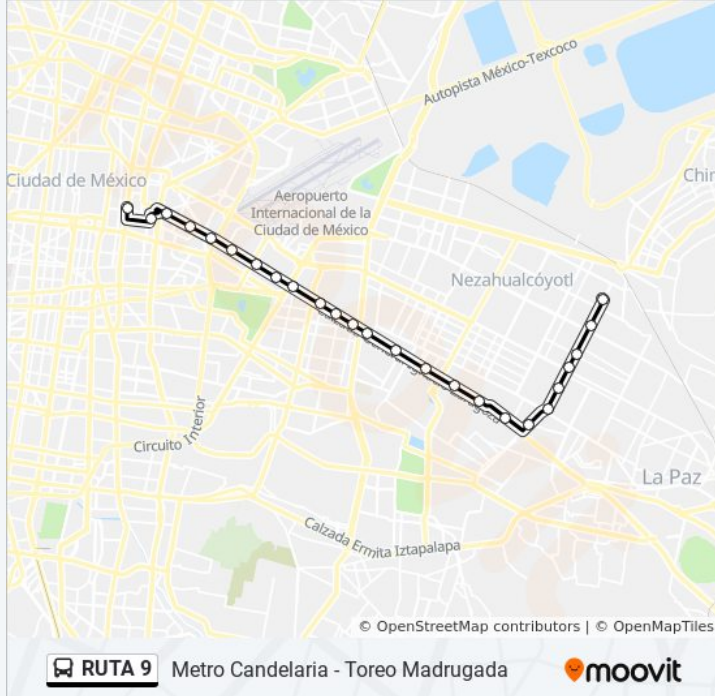 Autopista México-Texcoco
Ciudad de México
Aeropuerto
Internacional de la
Ciudad de México
Chir
Nezahualcóyotl
Circuito Interior
La Paz
Calzada Ermita Iztapalapa
© OpenStreetMap contributors | © OpenMapTiles
RUTA 9 Metro Candelaria - Toreo Madrugada moovit